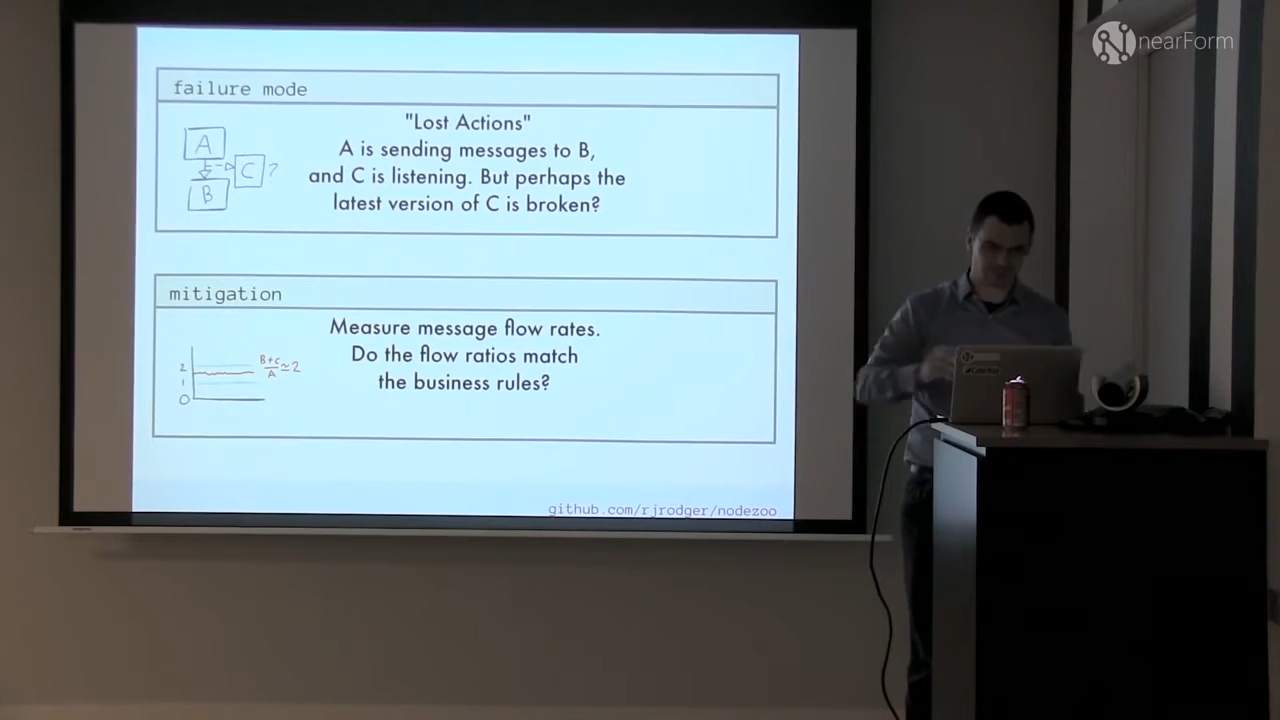 nearForm
failure mode
"Lost Actions"
A is sending messages to B,
and C is listening. But perhaps the
latest version of C is broken?
A
C ?
B
mitigation
Measure message flow rates.
Do the flow ratios match
the business rules?
2
1
0
B+C
A
≃2
github.com/rjrodger/nodezoo